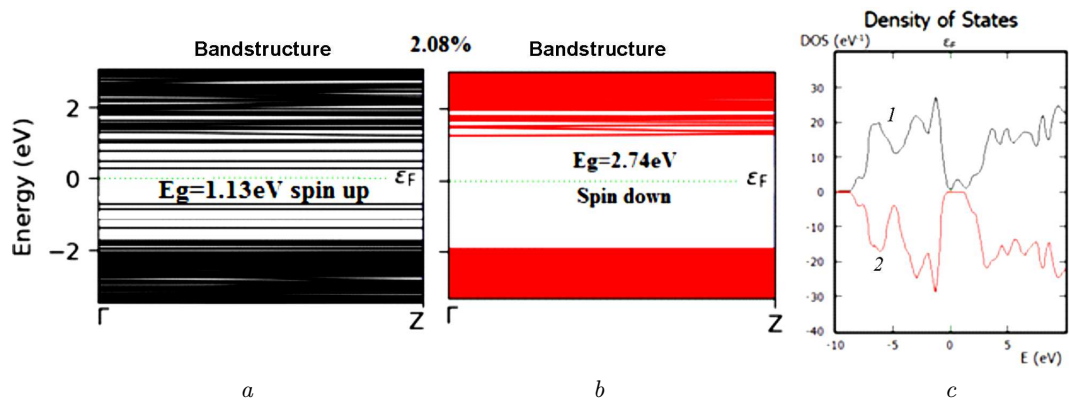 Bandstructure
2.08%
Bandstructure
Energy (eV)
2
0
−2
Eg=1.13eV spin up
εF
Γ
Z
a
Eg=2.74eV
εF
Spin down
Γ
Z
b
Density of States
DOS (eV⁻¹)
εF
40
30
20
10
0
-10
-20
-30
-40
1
2
-10
-5
0
5
E (eV)
c